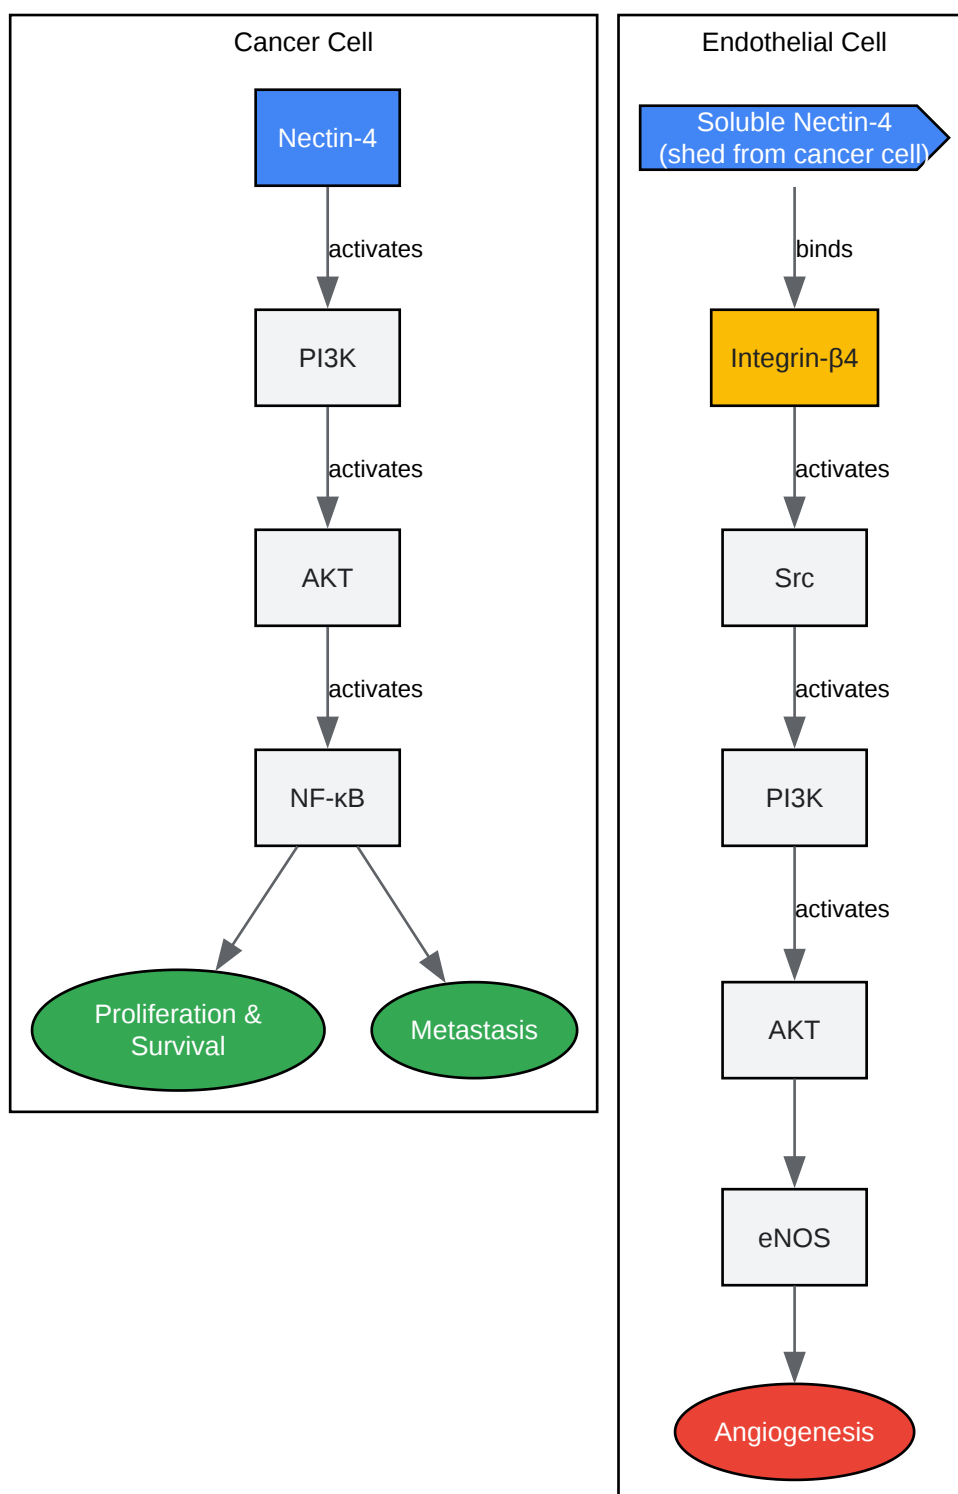 Cancer Cell
Nectin-4
activates
PI3K
activates
AKT
activates
NF-κB
Proliferation &
Survival
Metastasis
Endothelial Cell
Soluble Nectin-4
(shed from cancer cell)
binds
Integrin-β4
activates
Src
activates
PI3K
activates
AKT
eNOS
Angiogenesis